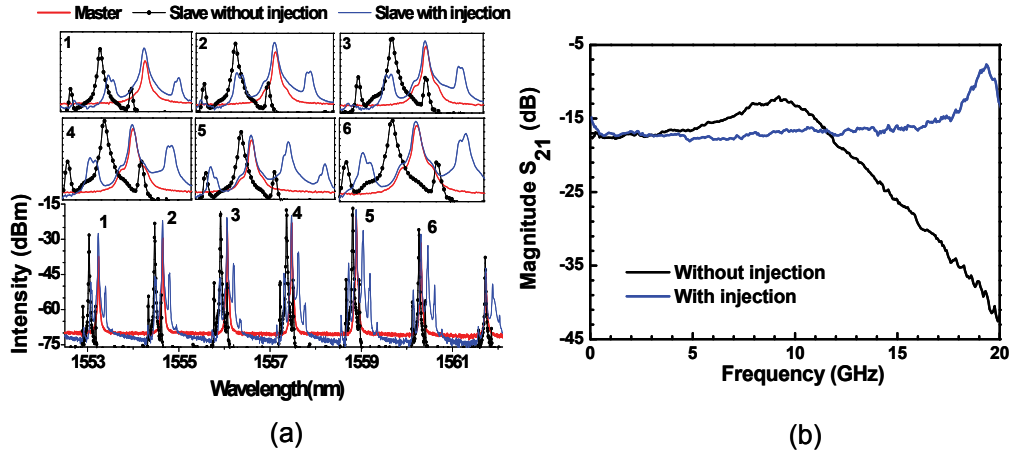 Master Slave without injection Slave with injection
1 2 3
4 5 6
-15
-30
-45
-60
-75
Intensity (dBm)
1 2 3 4 5 6
1553 1555 1557 1559 1561
Wavelength(nm)
(a)
-5
-15
-25
-35
-45
Magnitude S21 (dB)
Without injection
With injection
0 5 10 15 20
Frequency (GHz)
(b)